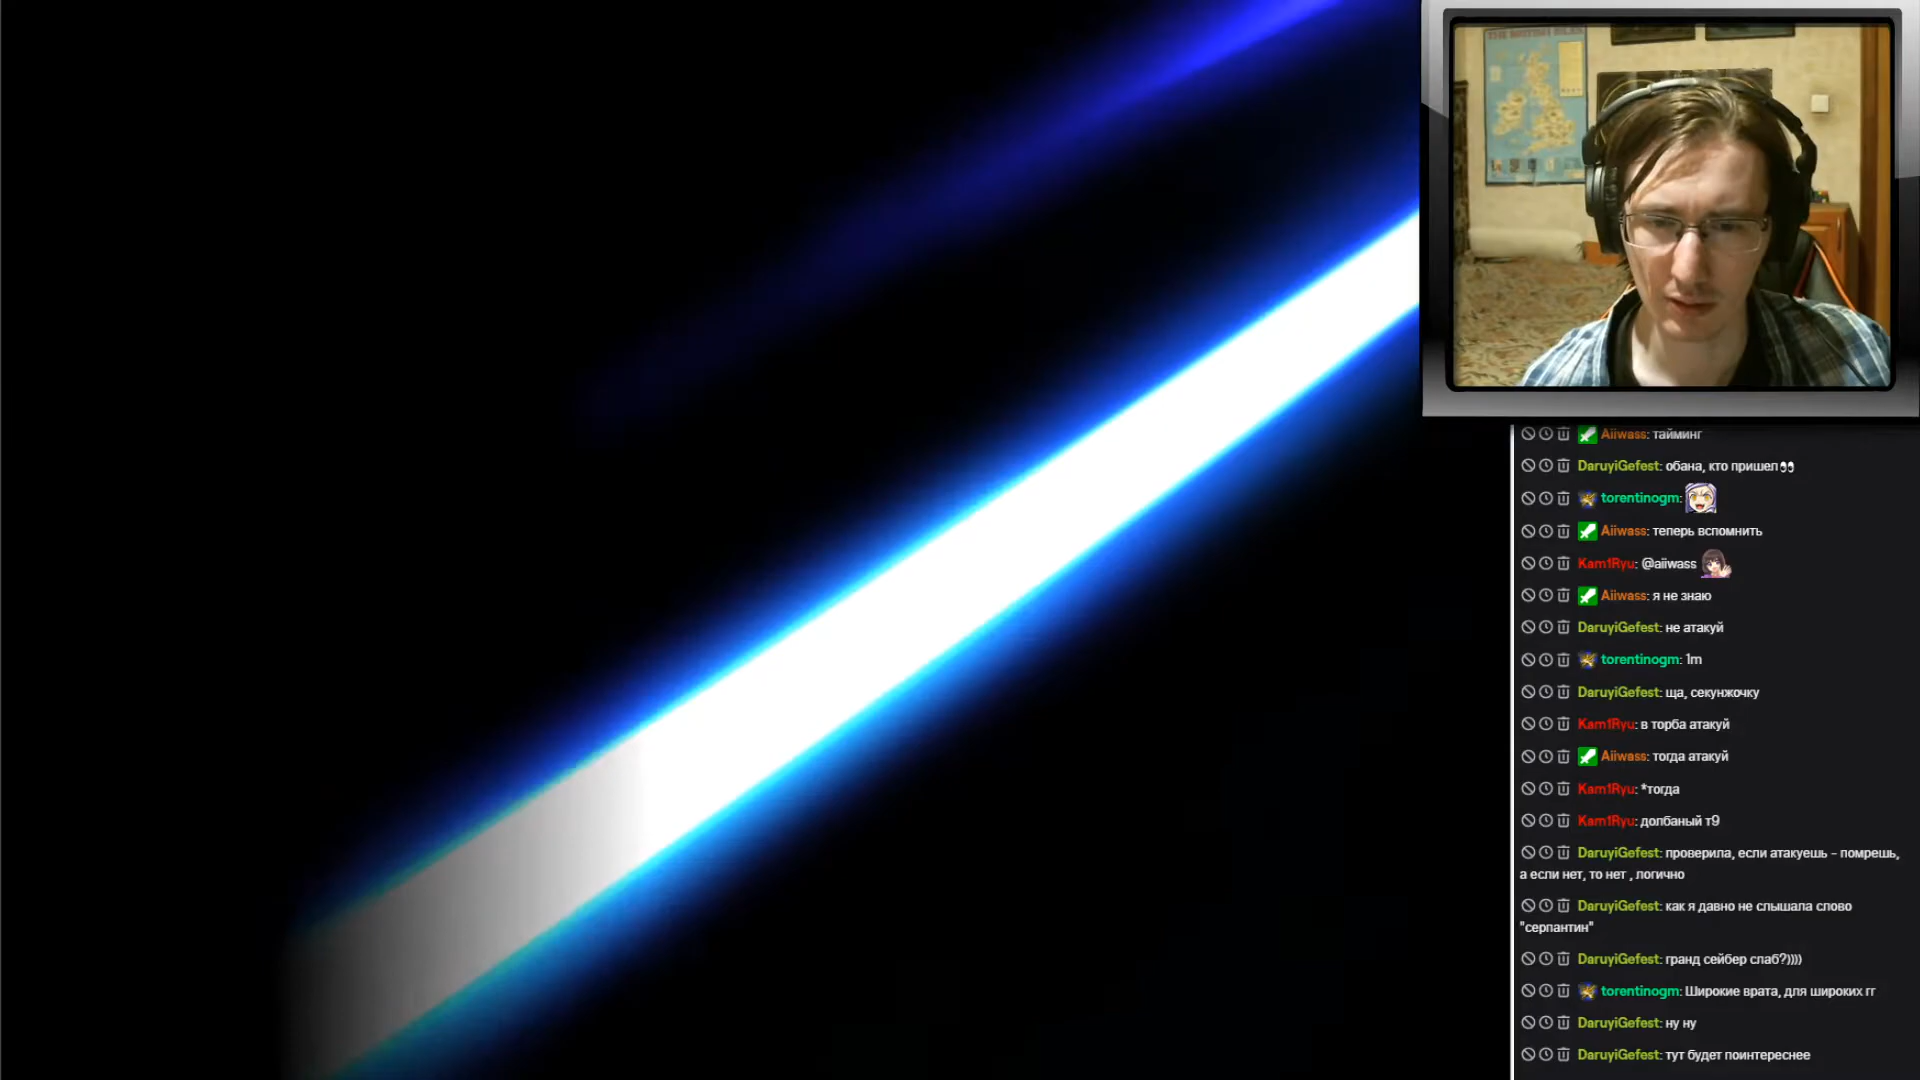 THE BRITISH ISLES
Aiiwass: тайминг
DaruyiGefest: обана, кто пришел👀
torentinogm:
Aiiwass: теперь вспомнить
Kam1Ryu: @aiiwass
Aiiwass: я не знаю
DaruyiGefest: не атакуй
torentinogm: 1m
DaruyiGefest: ща, секунжочку
Kam1Ryu: в торба атакуй
Aiiwass: тогда атакуй
Kam1Ryu: *тогда
Kam1Ryu: долбаный т9
DaruyiGefest: проверила, если атакуешь - помрешь,
а если нет, то нет , логично
DaruyiGefest: как я давно не слышала слово
"серпантин"
DaruyiGefest: гранд сейбер слаб?))))
torentinogm: Широкие врата, для широких гг
DaruyiGefest: ну ну
DaruyiGefest: тут будет поинтереснее